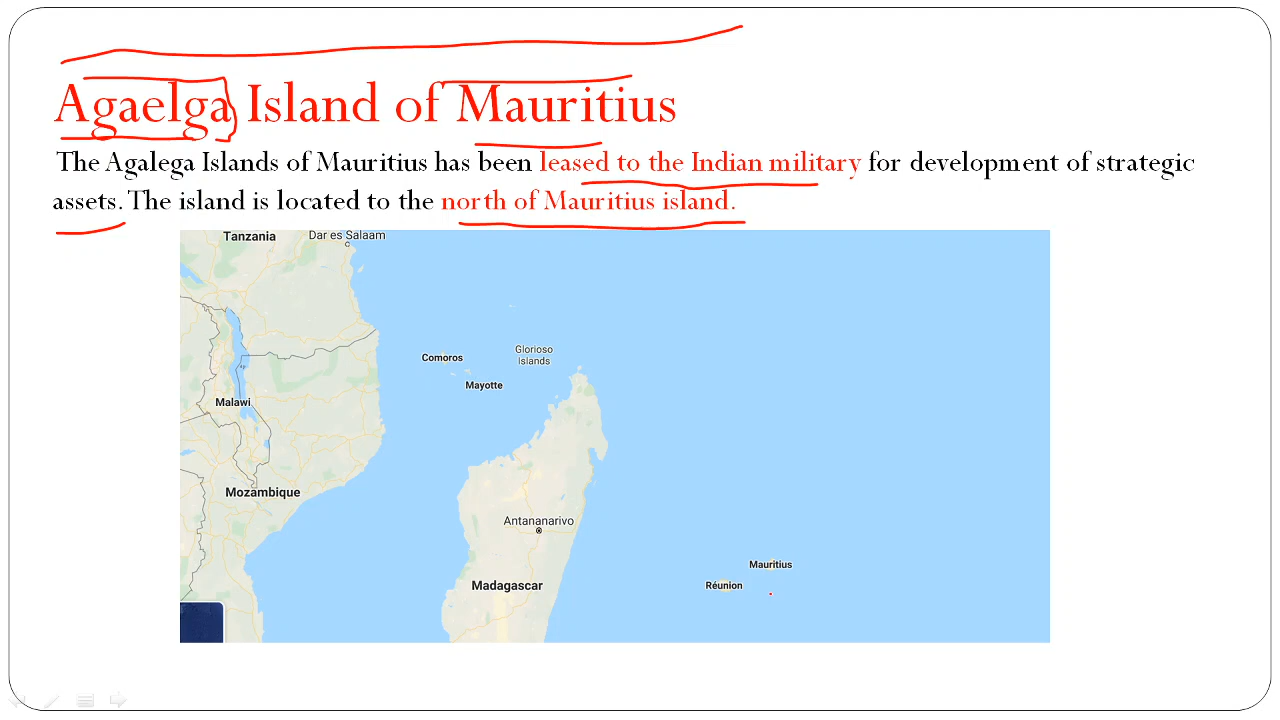 Agaelga Island of Mauritius
The Agalega Islands of Mauritius has been leased to the Indian military for development of strategic
assets. The island is located to the north of Mauritius island.
Tanzania
Dar es Salaam
Comoros
Glorioso
Islands
Mayotte
Malawi
Mozambique
Antananarivo
Madagascar
Mauritius
Réunion